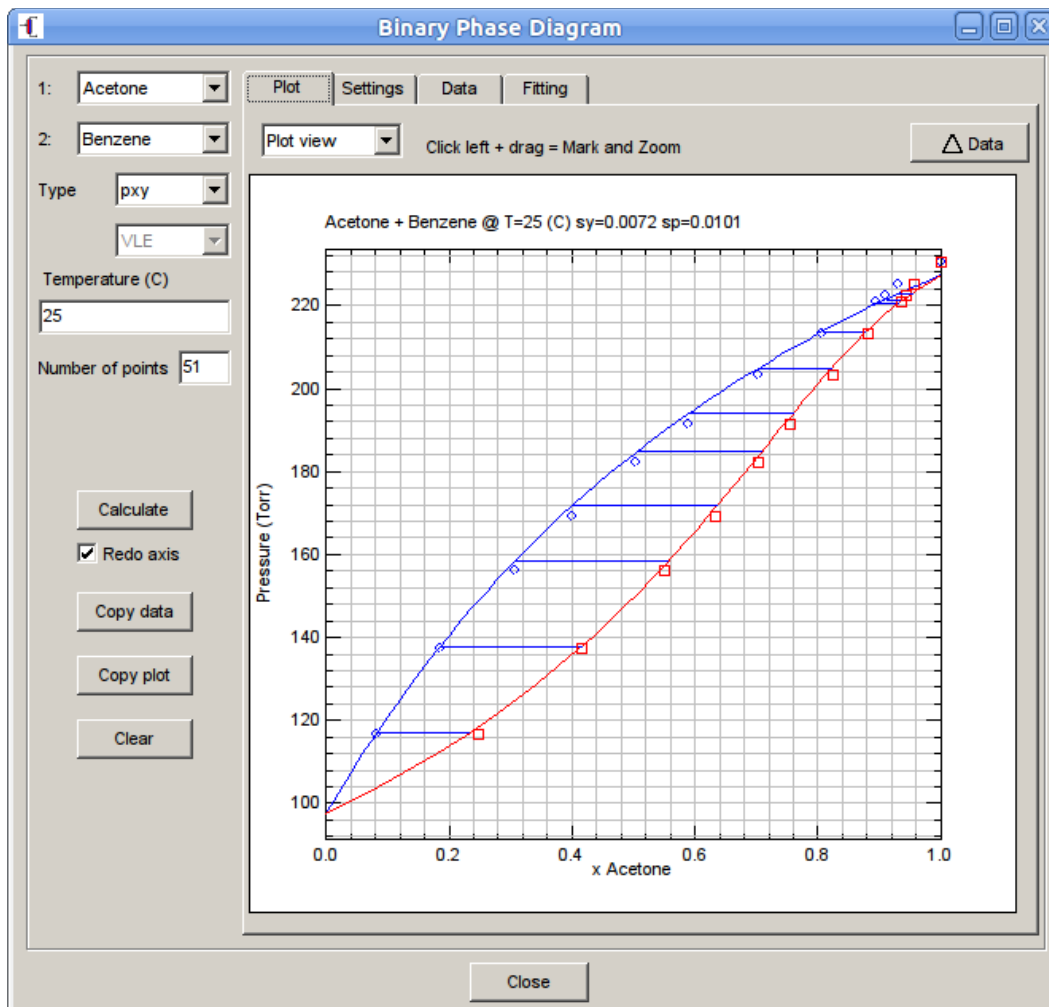 Binary Phase Diagram
1: Acetone
2: Benzene
Type pxy
VLE
Temperature (C)
25
Number of points 51
Calculate
Redo axis
Copy data
Copy plot
Clear
Plot Settings Data Fitting
Plot view Click left + drag = Mark and Zoom △ Data
Acetone + Benzene @ T=25 (C) sy=0.0072 sp=0.0101
Pressure (Torr)
220
200
180
160
140
120
100
0.0 0.2 0.4 0.6 0.8 1.0
x Acetone
Close